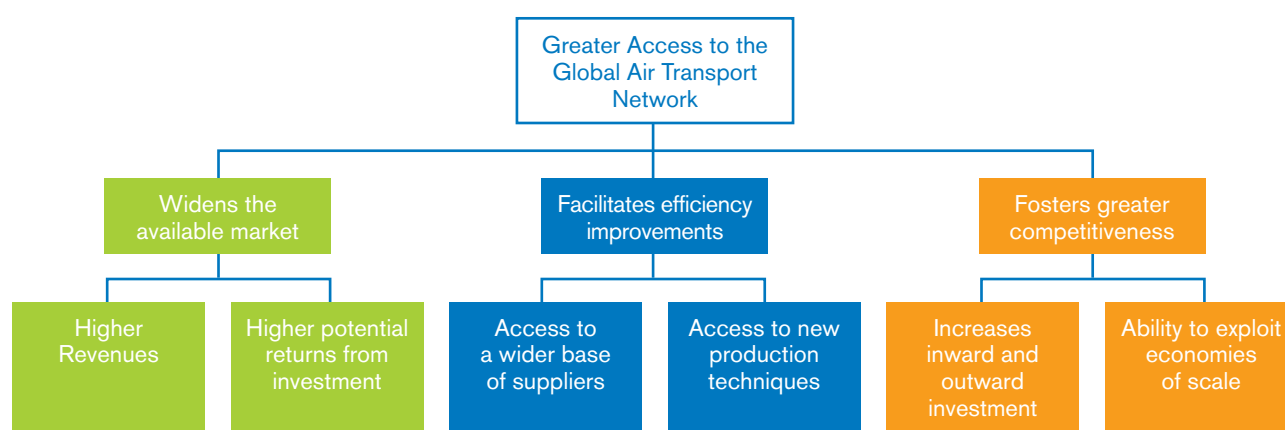 Greater Access to the
Global Air Transport
Network
Widens the
available market
Facilitates efficiency
improvements
Fosters greater
competitiveness
Higher
Revenues
Higher potential
returns from
investment
Access to
a wider base
of suppliers
Access to new
production
techniques
Increases
inward and
outward
investment
Ability to exploit
economies
of scale